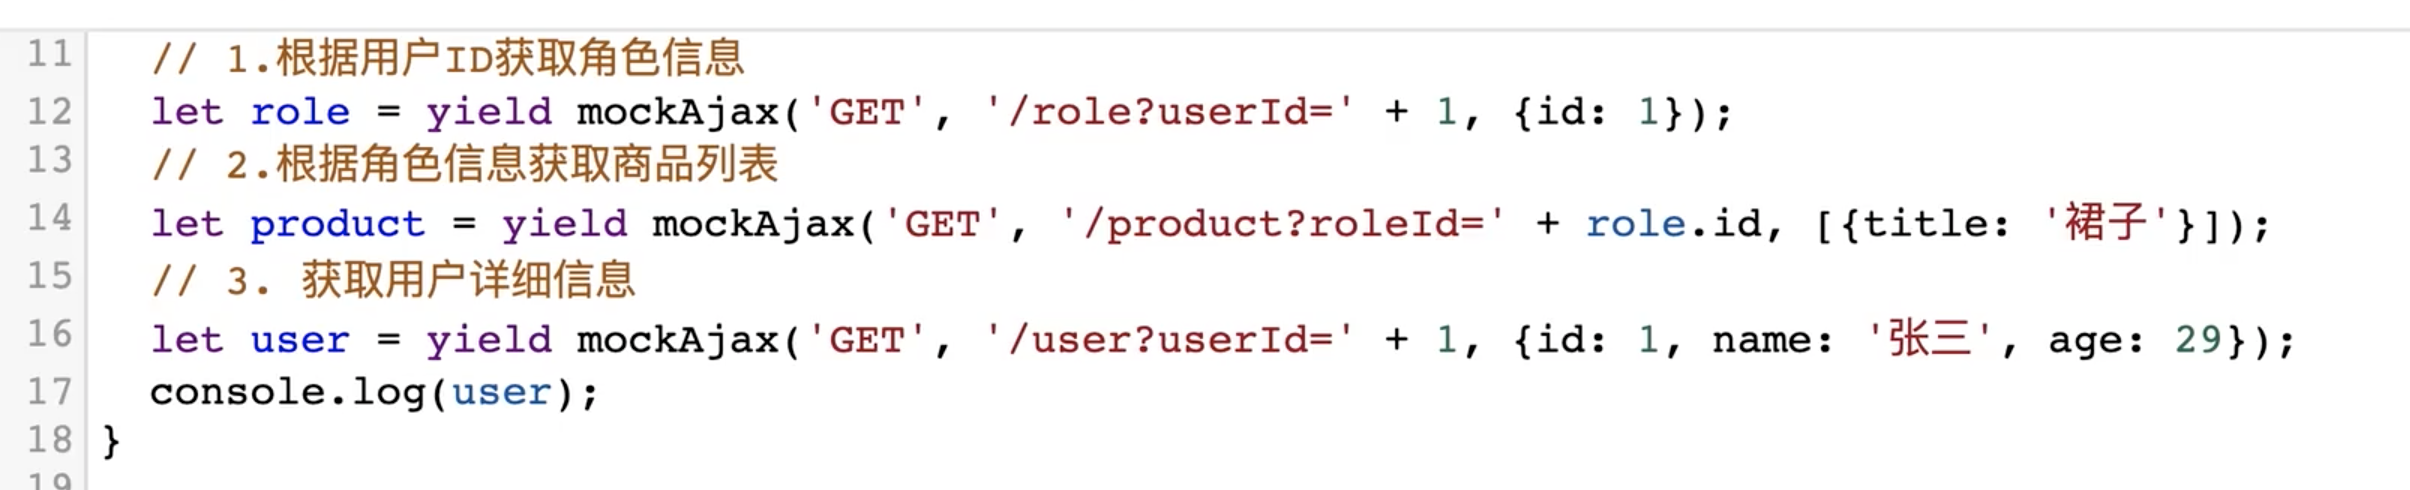 11 // 1.根据用户ID获取角色信息
12 let role = yield mockAjax('GET', '/role?userId=' + 1, {id: 1});
13 // 2.根据角色信息获取商品列表
14 let product = yield mockAjax('GET', '/product?roleId=' + role.id, [{title: '裙子'}]);
15 // 3. 获取用户详细信息
16 let user = yield mockAjax('GET', '/user?userId=' + 1, {id: 1, name: '张三', age: 29});
17 console.log(user);
18 }
19